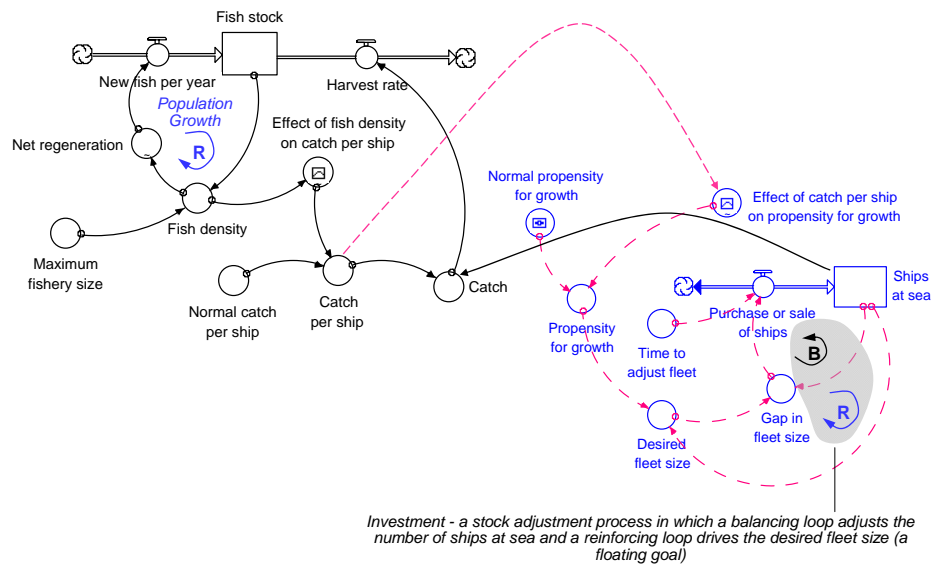 Fish stock
New fish per year
Harvest rate
Population
Growth
R
Net regeneration
Effect of fish density
on catch per ship
Fish density
Maximum
fishery size
Normal catch
per ship
Catch
per ship
Catch
Normal propensity
for growth
Effect of catch per ship
on propensity for growth
Ships
at sea
Purchase or sale
of ships
Propensity
for growth
Time to
adjust fleet
B
R
Gap in
fleet size
Desired
fleet size
Investment - a stock adjustment process in which a balancing loop adjusts the
number of ships at sea and a reinforcing loop drives the desired fleet size (a
floating goal)